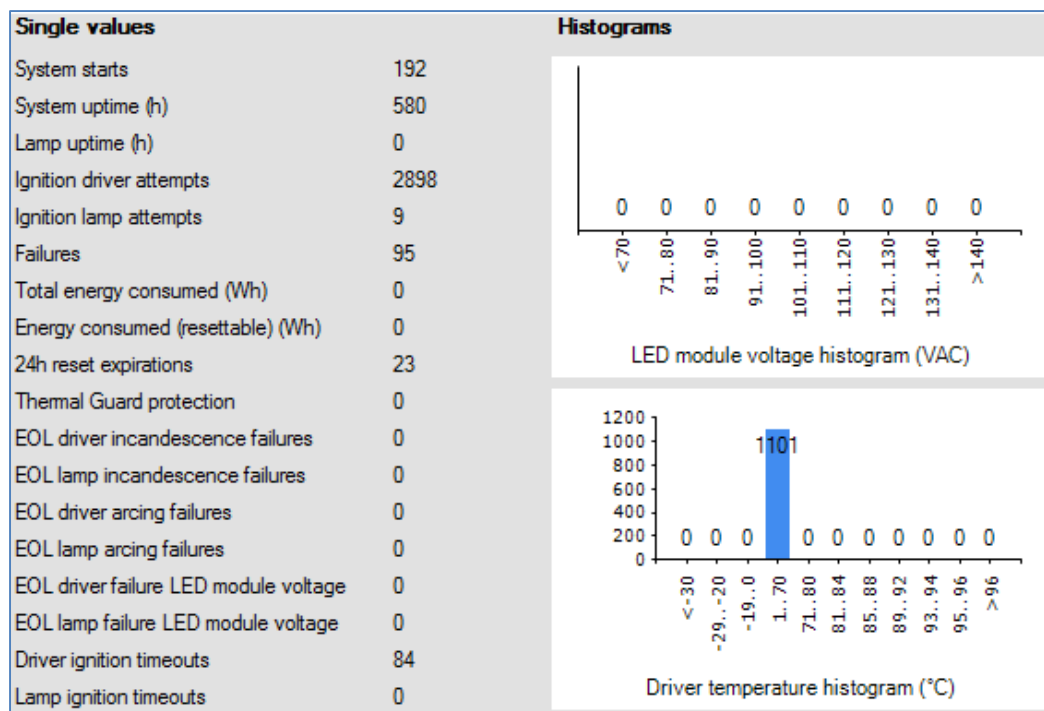 Single values
System starts 192
System uptime (h) 580
Lamp uptime (h) 0
Ignition driver attempts 2898
Ignition lamp attempts 9
Failures 95
Total energy consumed (Wh) 0
Energy consumed (resettable) (Wh) 0
24h reset expirations 23
Thermal Guard protection 0
EOL driver incandescence failures 0
EOL lamp incandescence failures 0
EOL driver arcing failures 0
EOL lamp arcing failures 0
EOL driver failure LED module voltage 0
EOL lamp failure LED module voltage 0
Driver ignition timeouts 84
Lamp ignition timeouts 0
Histograms
0 0 0 0 0 0 0 0 0
<70
71..80
81..90
91..100
101..110
111..120
121..130
131..140
>140
LED module voltage histogram (VAC)
1200
1000
800
600
400
200
0
1101
0 0 0 0 0 0 0 0 0 0
<-30
-29..-20
-19..0
1..70
71..80
81..84
85..88
89..92
93..94
95..96
>96
Driver temperature histogram (°C)